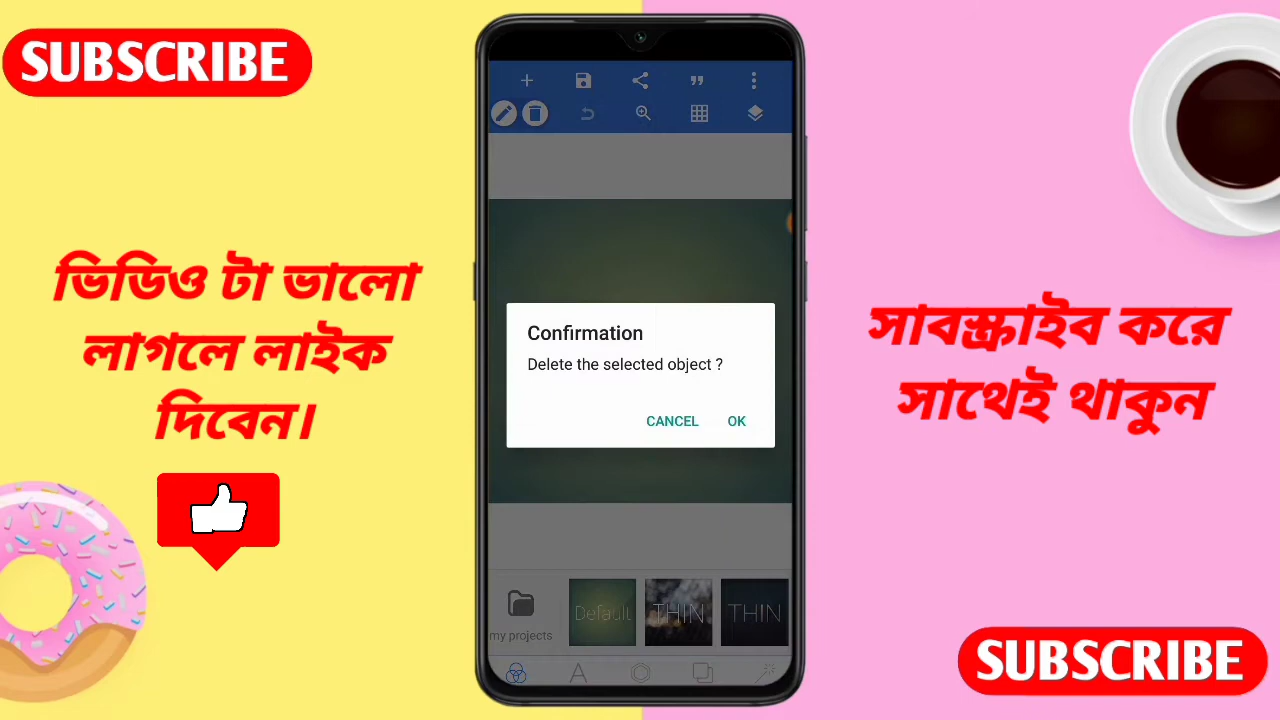 SUBSCRIBE
ভিডিও টা ভালো
লাগলে লাইক
দিবেন।
Confirmation
Delete the selected object ?
CANCEL OK
my projects
Default
THIN
THIN
সাবস্ক্রাইব করে
সাথেই থাকুন
SUBSCRIBE